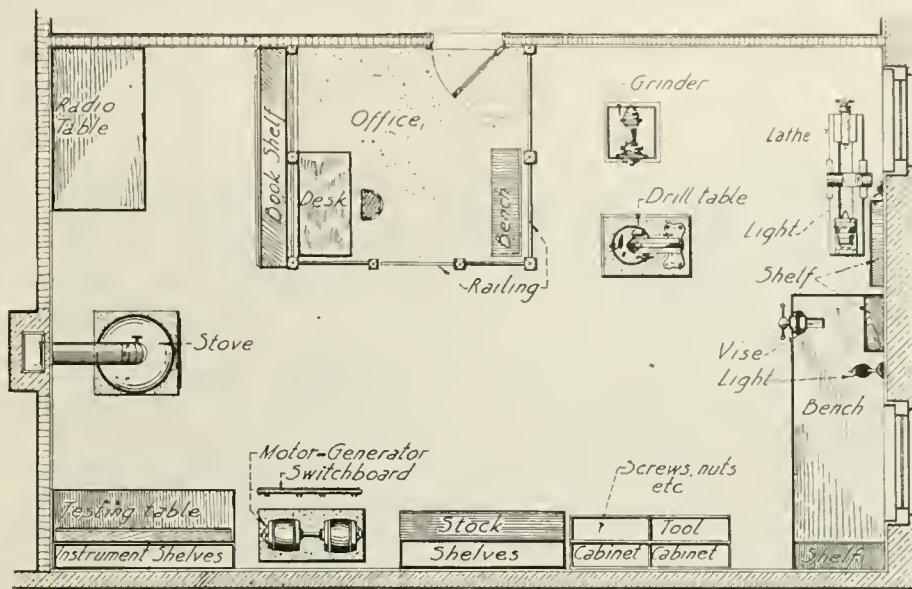 Radio
Table
Book Shelf
Office,
Desk
Bench
Railing
Grinder
Lathe
Drill table
Light
Shelf
Stove
Vise
Light
Bench
Motor-Generator
Switchboard
Screws, nuts
etc
Testing table
Instrument Shelves
Stock
Shelves
Tool
Cabinet
Cabinet
Shelf